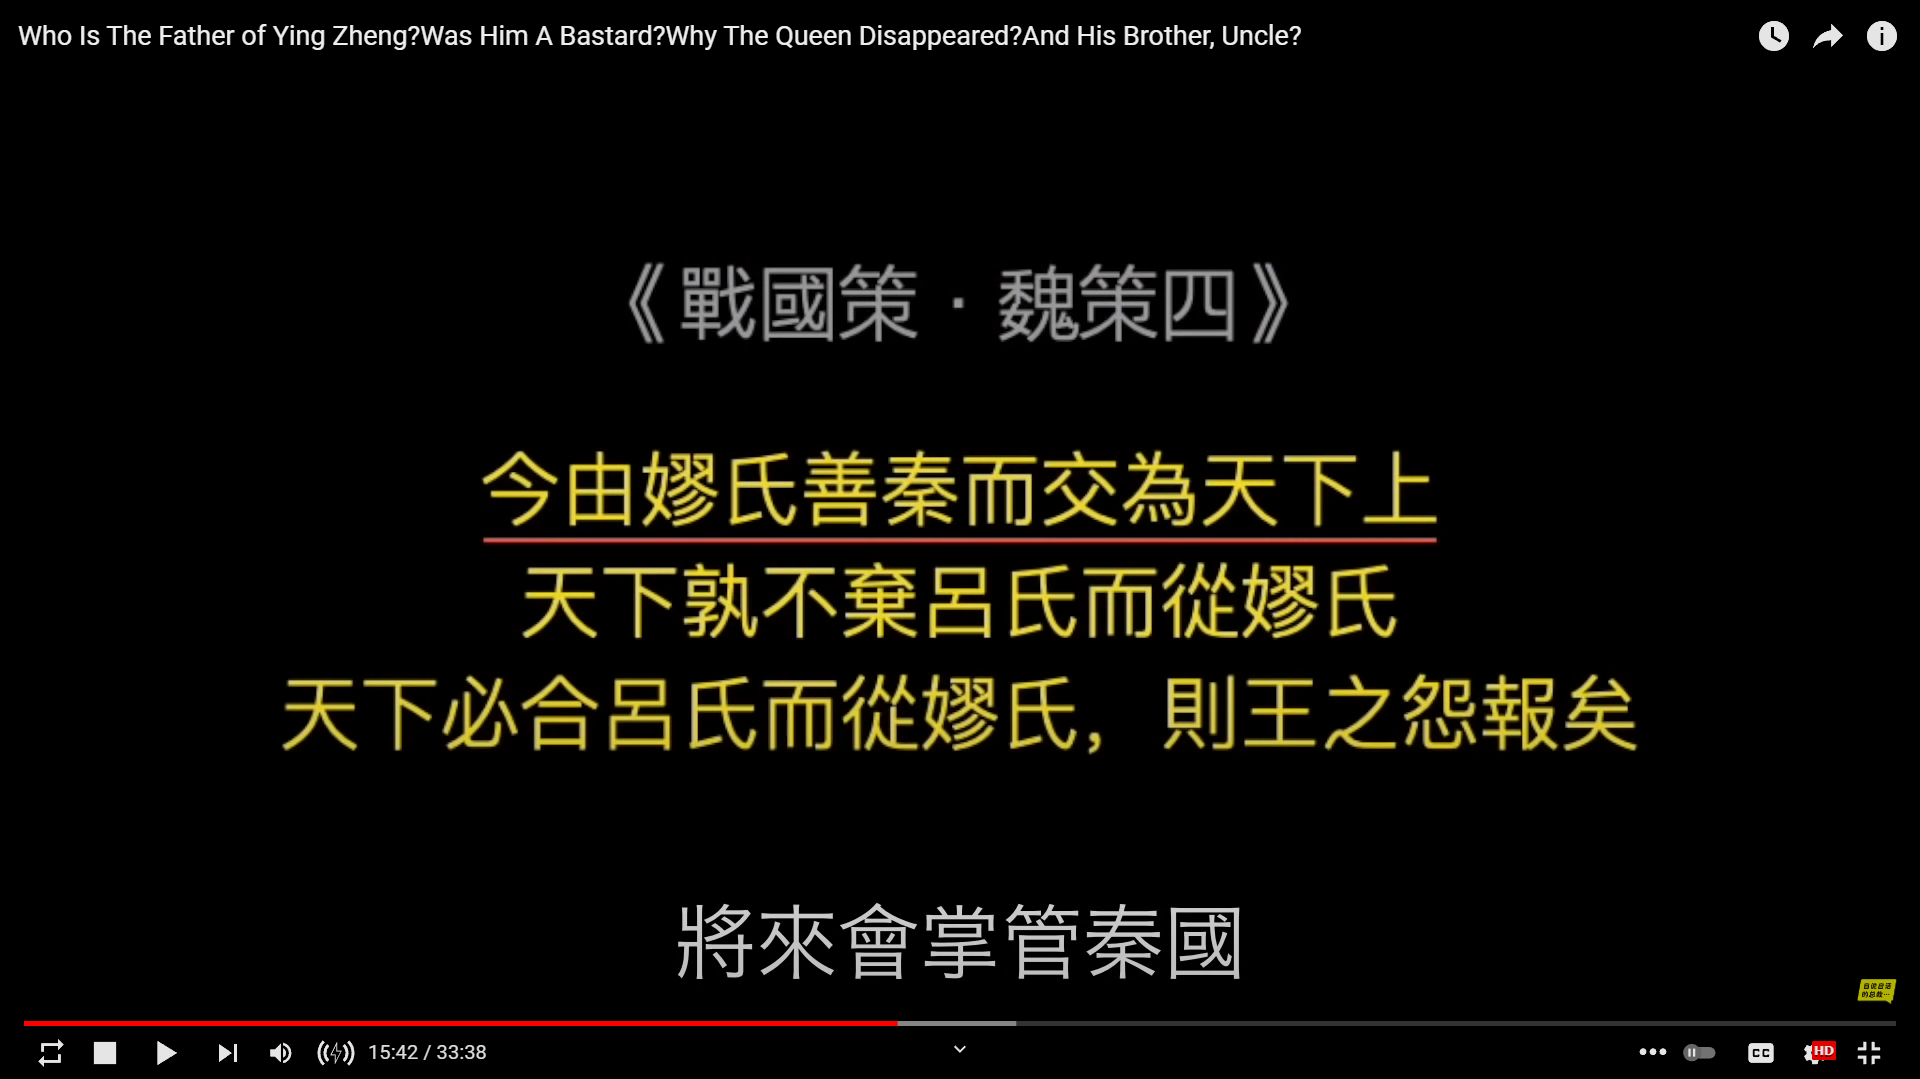 Who Is The Father of Ying Zheng?Was Him A Bastard?Why The Queen Disappeared?And His Brother, Uncle?
《戰國策·魏策四》
今由嫪氏善秦而交為天下上
天下孰不棄呂氏而從嫪氏
天下必合呂氏而從嫪氏，則王之怨報矣
將來會掌管秦國
15:42 / 33:38
CC
HD